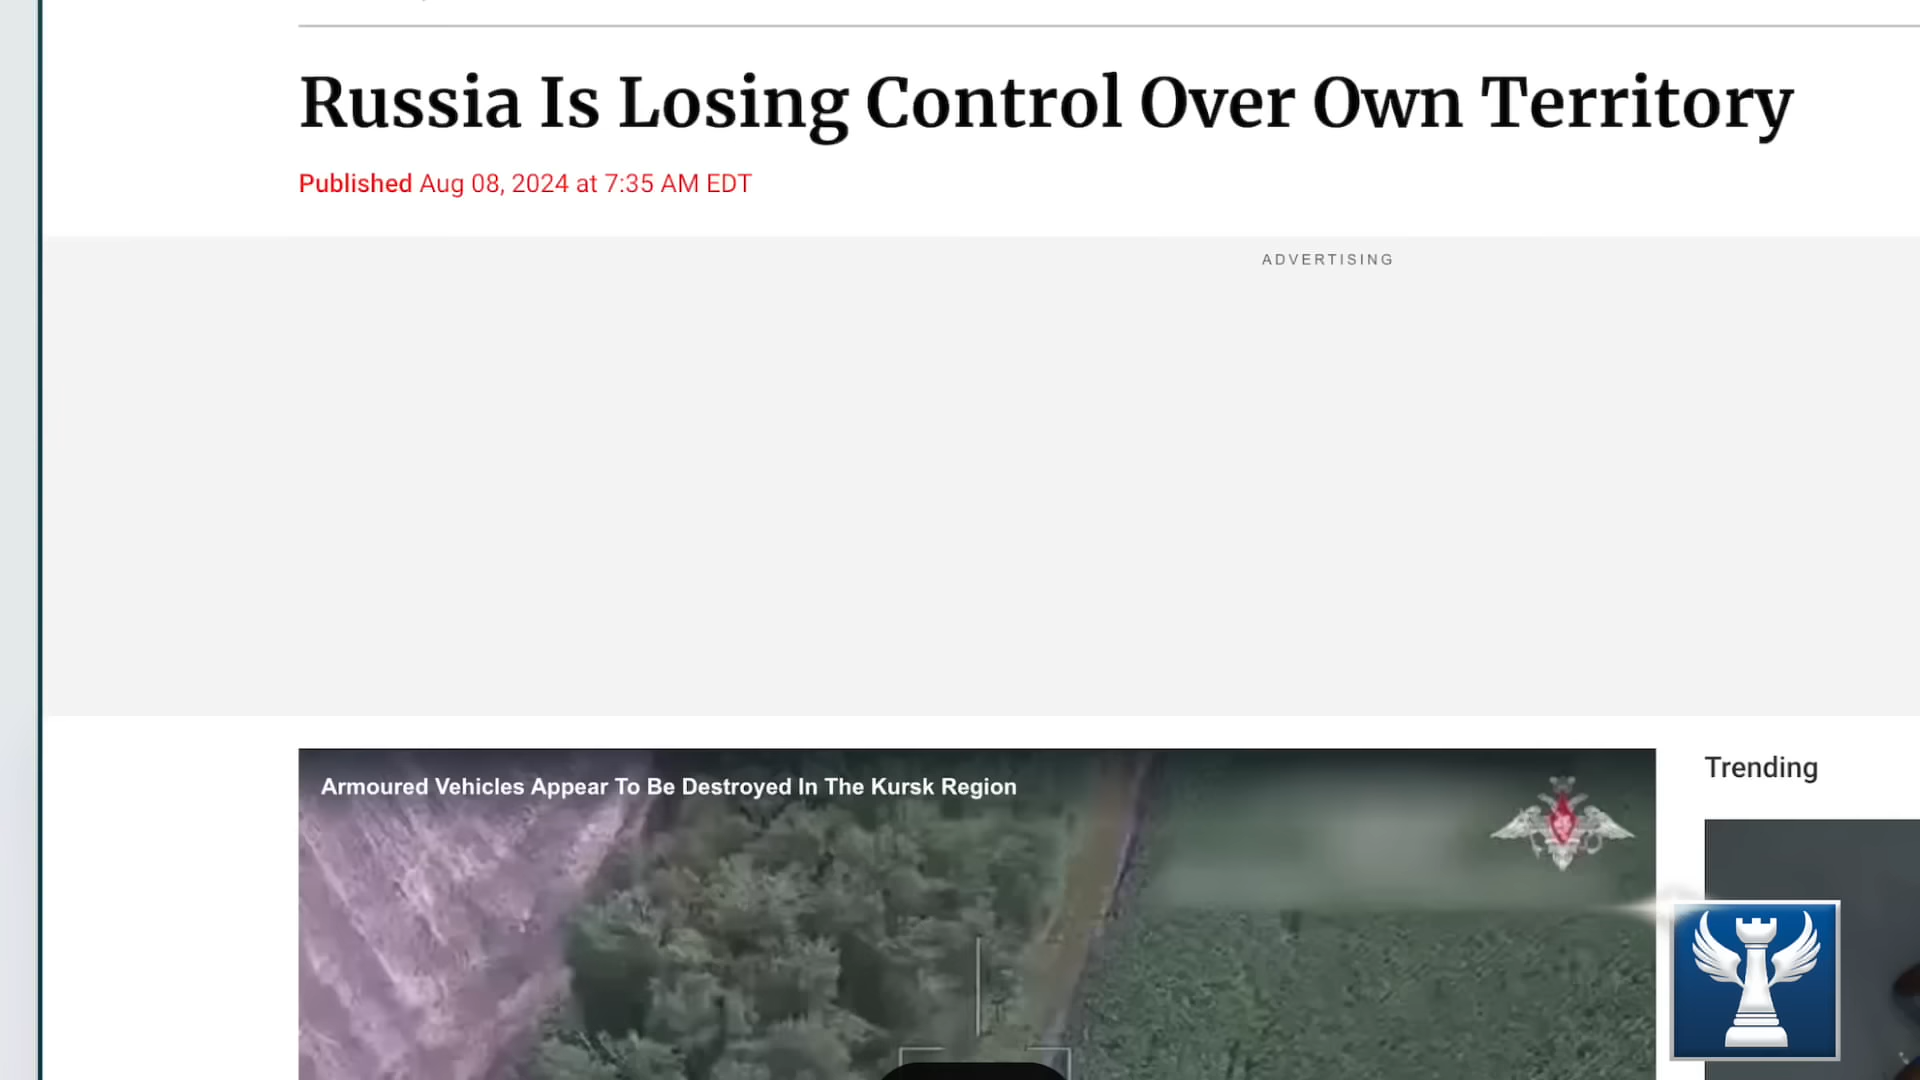 Russia Is Losing Control Over Own Territory
Published Aug 08, 2024 at 7:35 AM EDT
ADVERTISING
Armoured Vehicles Appear To Be Destroyed In The Kursk Region
Trending